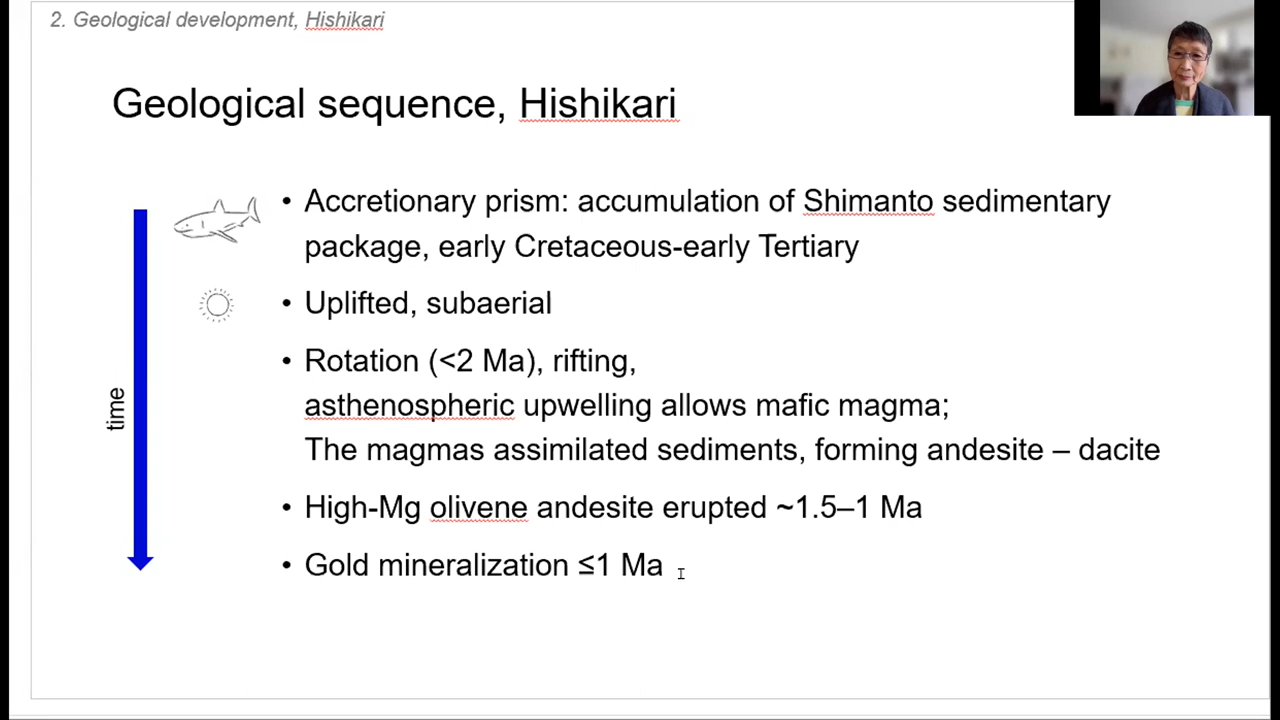 2. Geological development, Hishikari
Geological sequence, Hishikari
• Accretionary prism: accumulation of Shimanto sedimentary
package, early Cretaceous-early Tertiary
• Uplifted, subaerial
• Rotation (<2 Ma), rifting,
asthenospheric upwelling allows mafic magma;
The magmas assimilated sediments, forming andesite – dacite
• High-Mg olivene andesite erupted ~1.5–1 Ma
• Gold mineralization ≤1 Ma
time